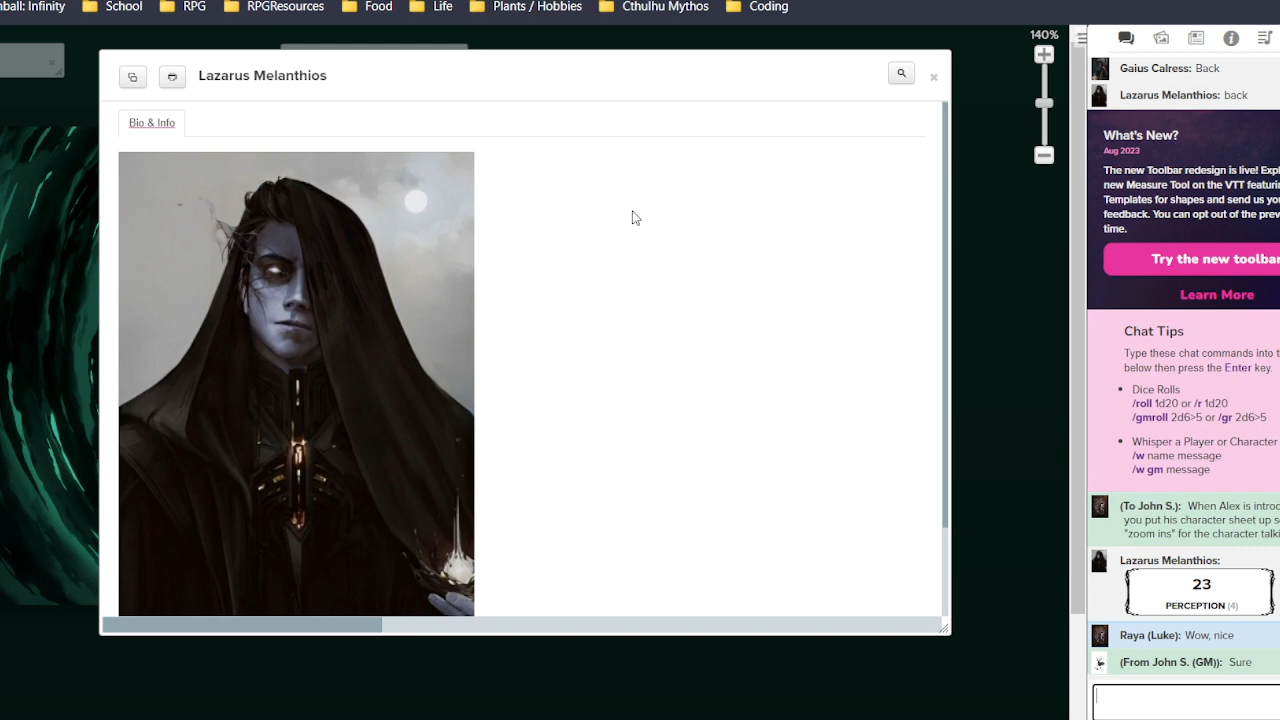 nball: Infinity School RPG RPGResources Food Life Plants / Hobbies Cthulhu Mythos Coding
140%
Lazarus Melanthios
Bio & Info
Gaius Calress: Back
Lazarus Melanthios: back
What's New?
Aug 2023
The new Toolbar redesign is live! Expl
new Measure Tool on the VTT featuri
Templates for shapes and send us yo
feedback. You can opt out of the prev
time.
Try the new toolbar
Learn More
Chat Tips
Type these chat commands into t
below then press the Enter key.
Dice Rolls
/roll 1d20 or /r 1d20
/gmroll 2d6>5 or /gr 2d6>5
Whisper a Player or Character
/w name message
/w gm message
(To John S.): When Alex is introd
you put his character sheet up s
"zoom ins" for the character talki
Lazarus Melanthios:
23
PERCEPTION (4)
Raya (Luke): Wow, nice
(From John S. (GM)): Sure